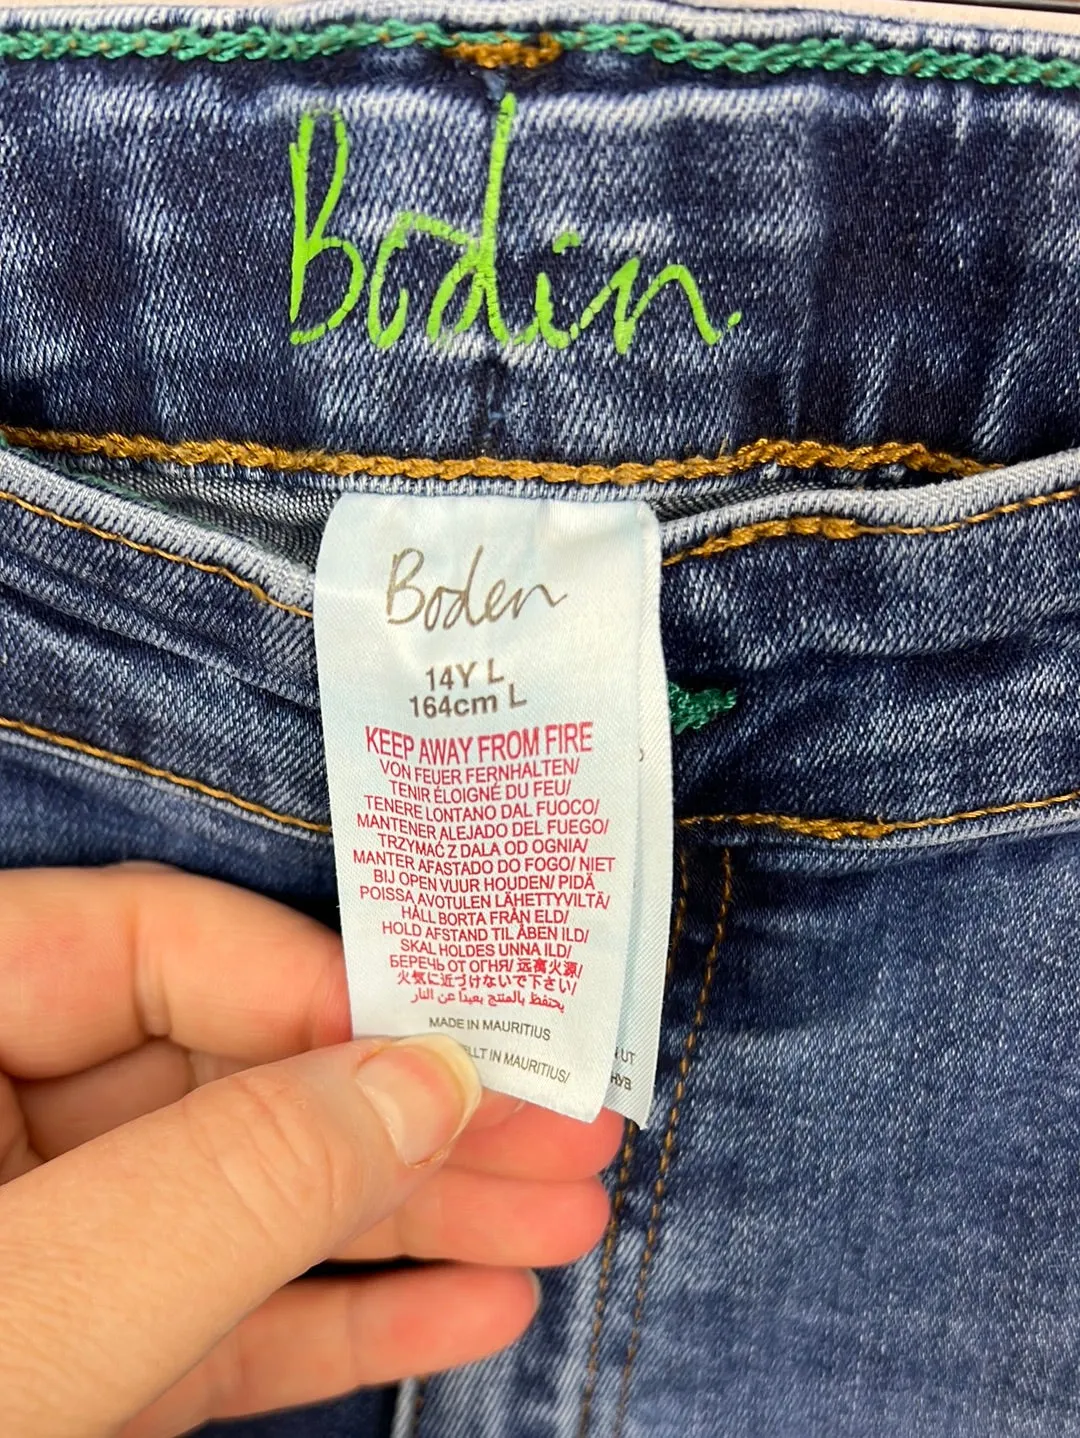 Boden
Boden
14Y L
164cm L
KEEP AWAY FROM FIRE
VON FEUER FERNHALTEN/
TENIR ÉLOIGNÉ DU FEU/
TENERE LONTANO DAL FUOCO/
MANTENER ALEJADO DEL FUEGO/
TRZYMAĆ Z DALA OD OGNIA/
MANTER AFASTADO DO FOGO/ NIET
BIJ OPEN VUUR HOUDEN/ PIDÄ
POISSA AVOTULEN LÄHETTYVILTÄ/
HÅLL BORTA FRÅN ELD/
HOLD AFSTAND TIL ÅBEN ILD/
SKAL HOLDES UNNA ILD/
БЕРЕЧЬ ОТ ОГНЯ/ 远离火源/
火気に近づけないで下さい/
يحتفظ بالمنتج بعيدا عن النار
MADE IN MAURITIUS
IN MAURITIUS/